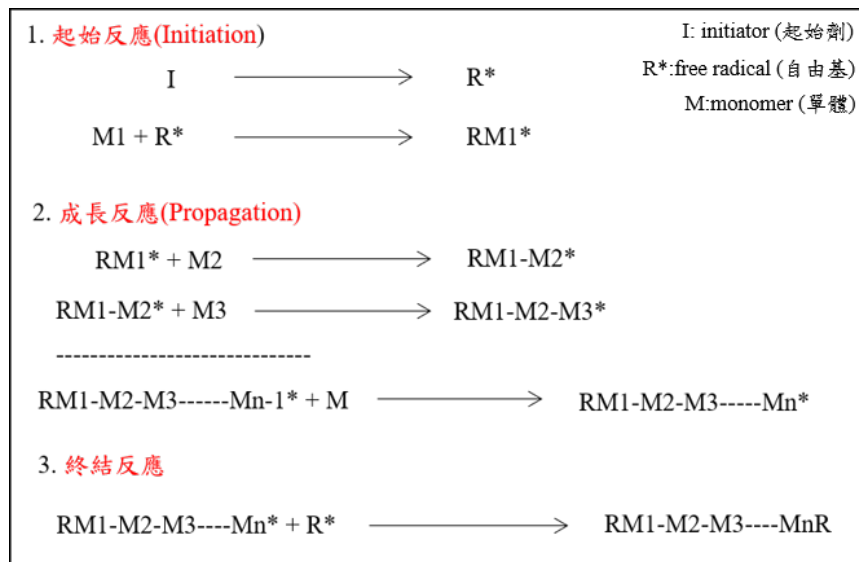 1. 起始反應(Initiation)
I: initiator (起始劑)
I → R*
R*:free radical (自由基)
M:monomer (單體)
M1 + R* → RM1*
2. 成長反應(Propagation)
RM1* + M2 → RM1-M2*
RM1-M2* + M3 → RM1-M2-M3*
------------------------------
RM1-M2-M3------Mn-1* + M → RM1-M2-M3-----Mn*
3. 終結反應
RM1-M2-M3----Mn* + R* → RM1-M2-M3----MnR